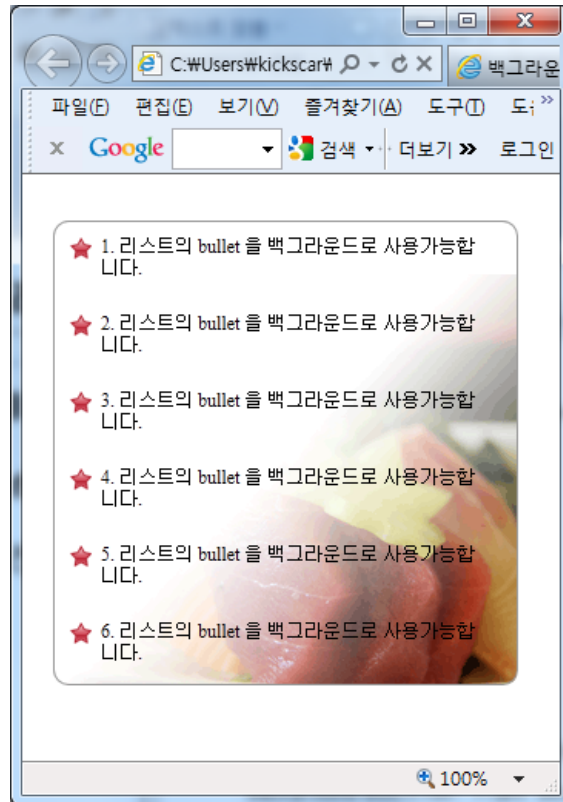 C:₩Users₩kickscar₩
백그라운
파일(F) 편집(E) 보기(V) 즐겨찾기(A) 도구(T)
x Google 검색 더보기 » 로그인
1. 리스트의 bullet 을 백그라운드로 사용가능합
니다.
2. 리스트의 bullet 을 백그라운드로 사용가능합
니다.
3. 리스트의 bullet 을 백그라운드로 사용가능합
니다.
4. 리스트의 bullet 을 백그라운드로 사용가능합
니다.
5. 리스트의 bullet 을 백그라운드로 사용가능합
니다.
6. 리스트의 bullet 을 백그라운드로 사용가능합
니다.
100%